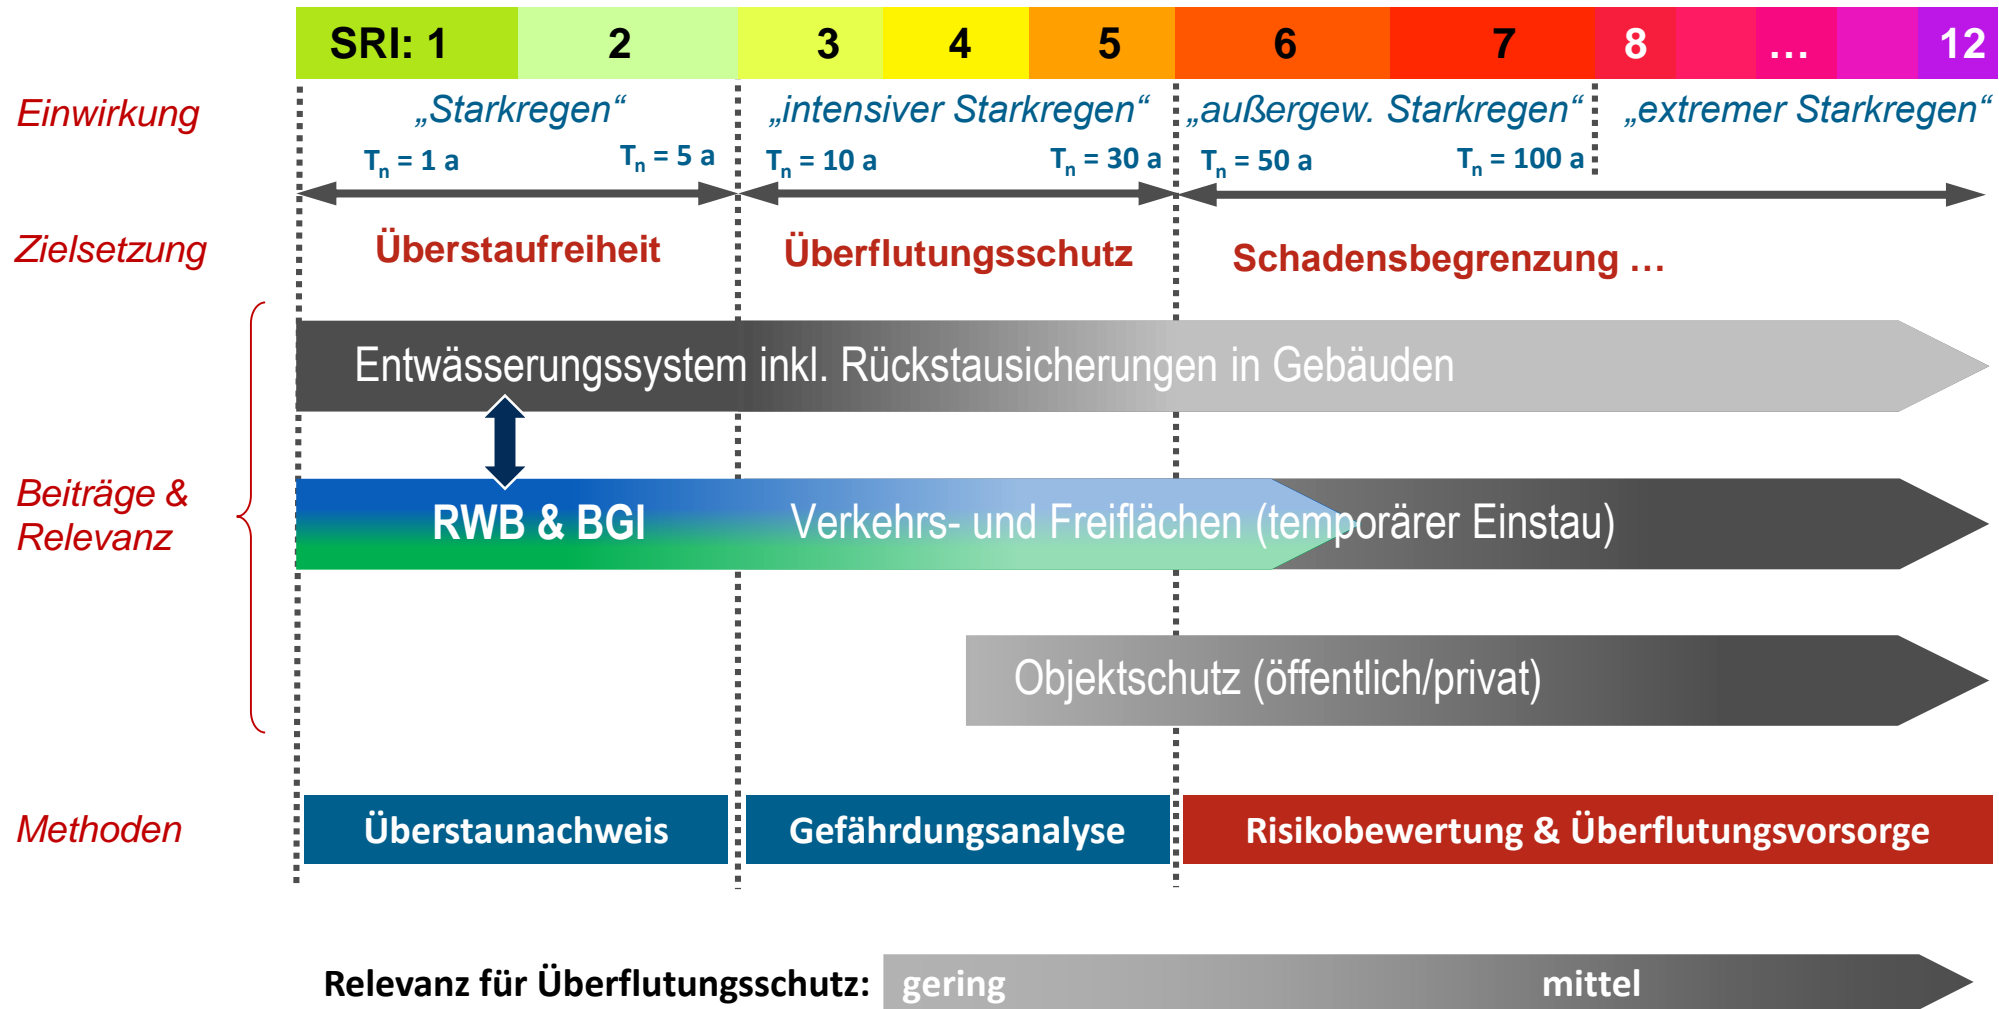 SRI: 1 2 3 4 5 6 7 8 … 12
Einwirkung
„Starkregen“ „intensiver Starkregen“ „außergew. Starkregen“ „extremer Starkregen“
Tn = 1 a Tn = 5 a Tn = 10 a Tn = 30 a Tn = 50 a Tn = 100 a
Zielsetzung
Überstaufreiheit Überflutungsschutz Schadensbegrenzung …
Entwässerungssystem inkl. Rückstausicherungen in Gebäuden
Beiträge &
Relevanz
RWB & BGI Verkehrs- und Freiflächen (temporärer Einstau)
Objektschutz (öffentlich/privat)
Methoden
Überstaunachweis Gefährdungsanalyse Risikobewertung & Überflutungsvorsorge
Relevanz für Überflutungsschutz: gering mittel